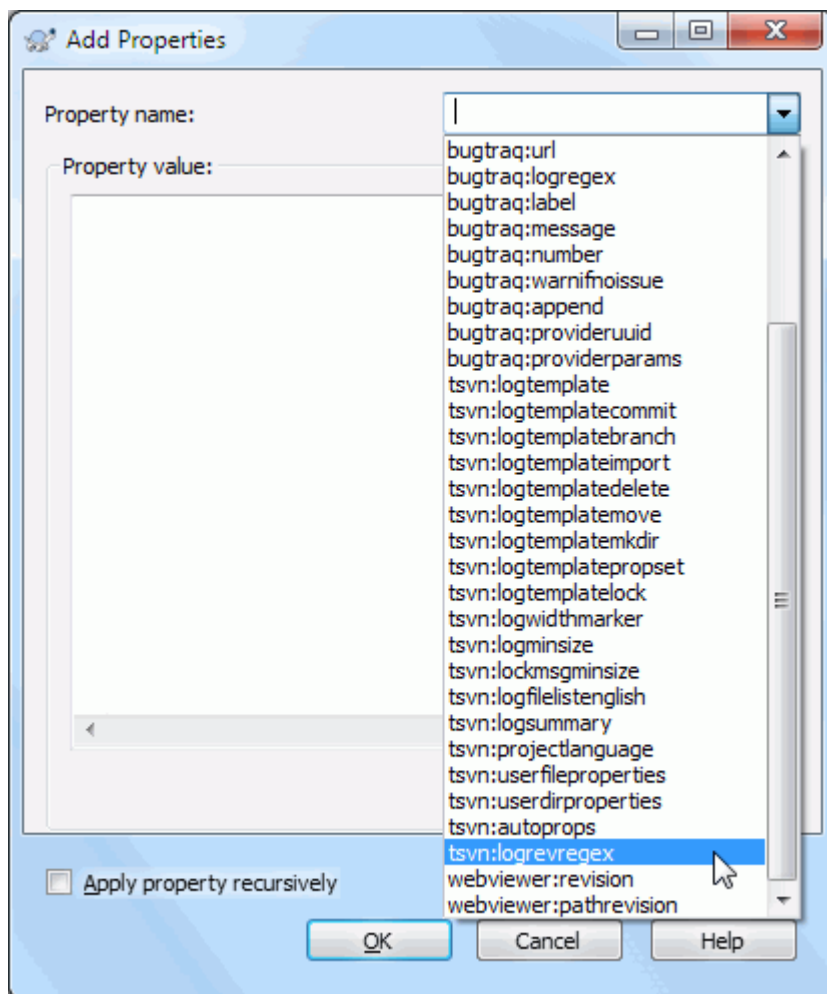 Add Properties
Property name:
Property value:
bugtraq:url
bugtraq:logregex
bugtraq:label
bugtraq:message
bugtraq:number
bugtraq:warnifnoissue
bugtraq:append
bugtraq:provideruuid
bugtraq:providerparams
tsvn:logtemplate
tsvn:logtemplatecommit
tsvn:logtemplatebranch
tsvn:logtemplateimport
tsvn:logtemplatedelete
tsvn:logtemplatemove
tsvn:logtemplatemkdir
tsvn:logtemplatepropset
tsvn:logtemplatelock
tsvn:logwidthmarker
tsvn:logminsize
tsvn:lockmsgminsize
tsvn:logfilelistenglish
tsvn:logsummary
tsvn:projectlanguage
tsvn:userfileproperties
tsvn:userdirproperties
tsvn:autoprops
tsvn:logrevregex
webviewer:revision
webviewer:pathrevision
Apply property recursively
OK Cancel Help